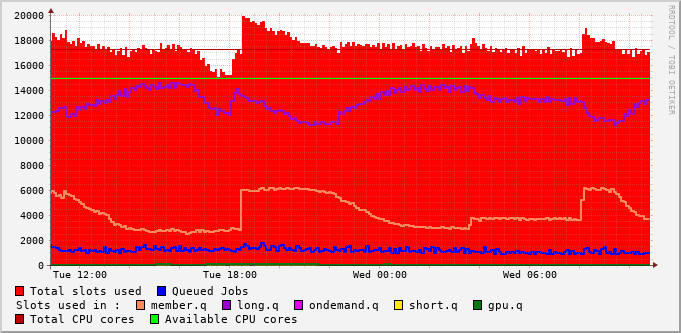 20000
18000
16000
14000
12000
10000
8000
6000
4000
2000
0
Tue 12:00 Tue 18:00 Wed 00:00 Wed 06:00
RRDTOOL / TOBI OETIKER
Total slots used Queued Jobs
Slots used in : member.q long.q ondemand.q short.q gpu.q
Total CPU cores Available CPU cores